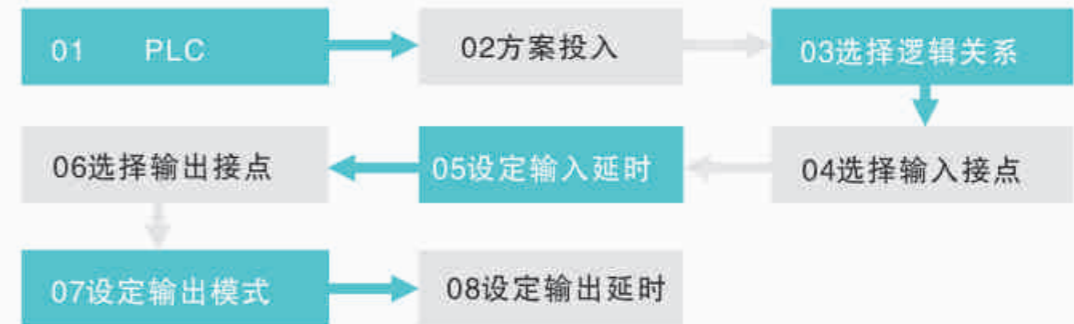 01 PLC
02方案投入
03选择逻辑关系
04选择输入接点
05设定输入延时
06选择输出接点
07设定输出模式
08设定输出延时